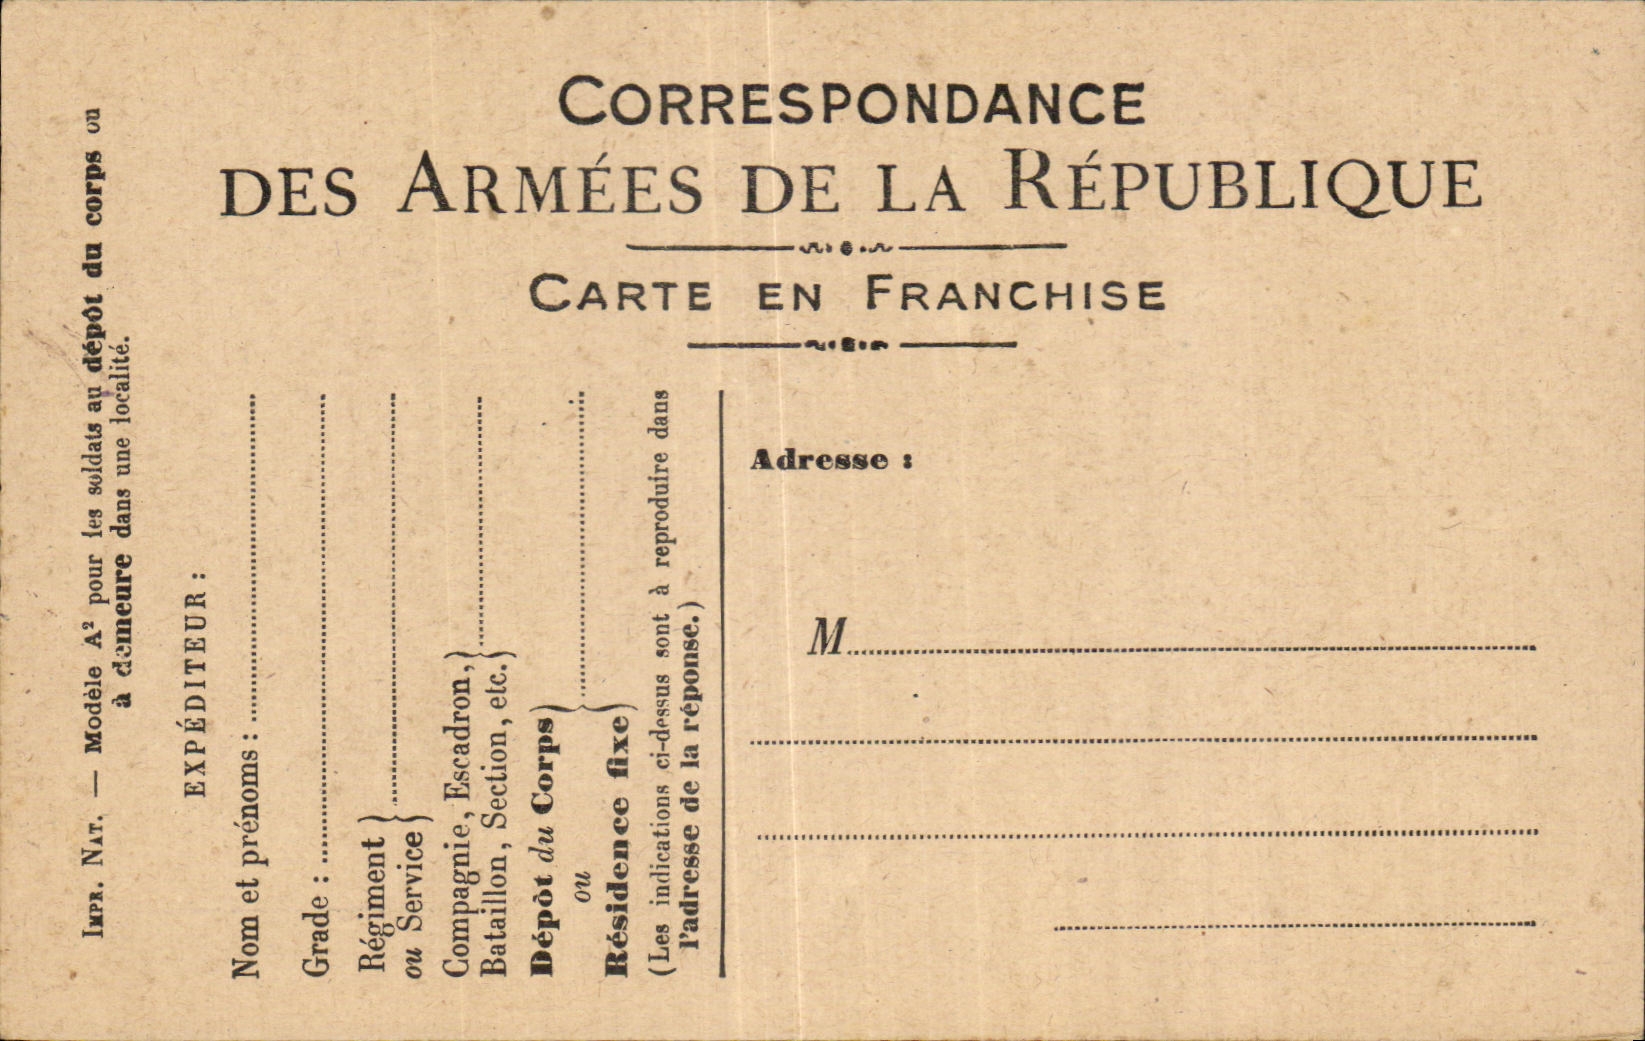 CORRESPONDANCE
DES ARMÉES DE LA RÉPUBLIQUE
CARTE EN FRANCHISE
IMPR. NAT. — Modèle A² pour les soldats au dépôt du corps ou
à demeure dans une localité.
EXPÉDITEUR :
Nom et prénoms :
Grade :
Régiment
ou Service
Compagnie, Escadron,
Bataillon, Section, etc.
Dépôt du Corps
ou
Résidence fixe
(Les indications ci-dessus sont à reproduire dans
l'adresse de la réponse.)
Adresse :
M